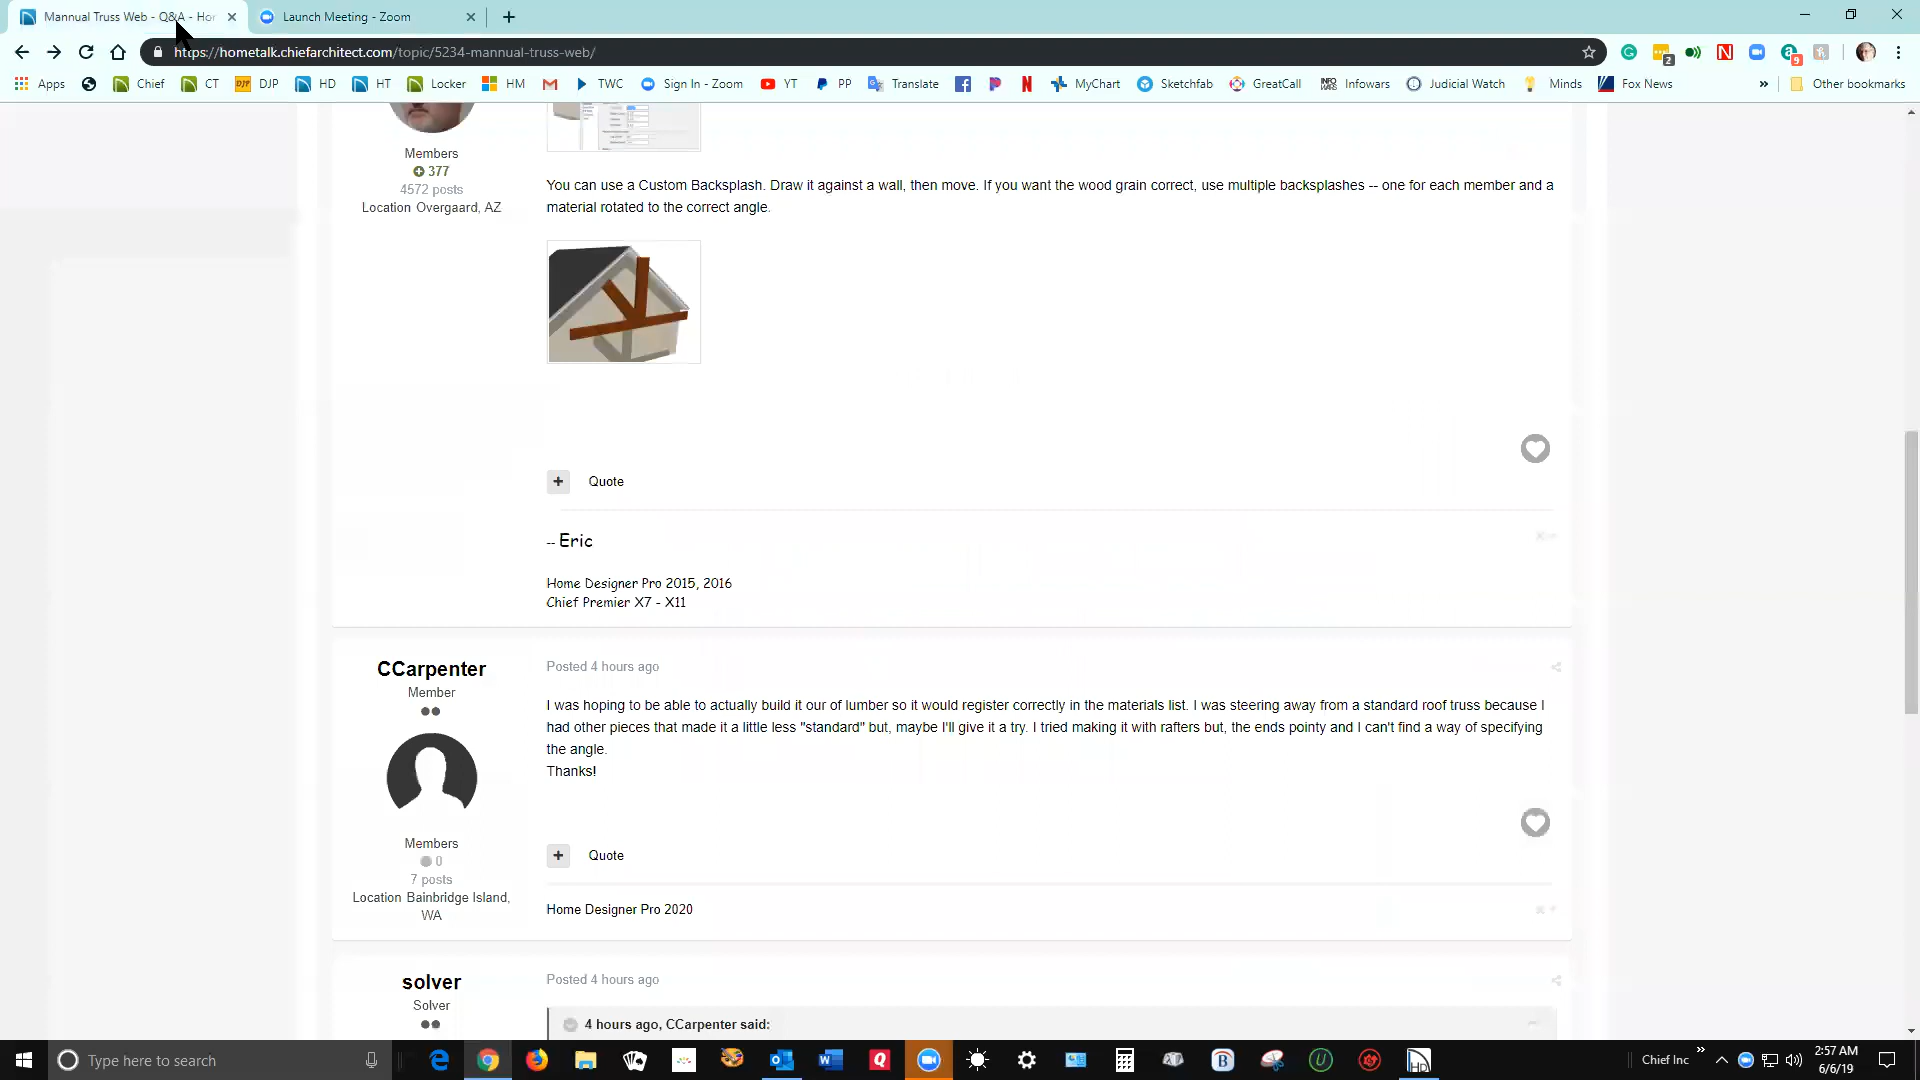 Mannual Truss Web - Q&A - Hor
Launch Meeting - Zoom
https://hometalk.chiefarchitect.com/topic/5234-mannual-truss-web/
2
9
Apps
Chief
CT
DJP
HD
HT
Locker
HM
TWC
Sign In - Zoom
YT
PP
Translate
MyChart
Sketchfab
GreatCall
Infowars
Judicial Watch
Minds
Fox News
Other bookmarks
Members
377
4572 posts
Location Overgaard, AZ
You can use a Custom Backsplash. Draw it against a wall, then move. If you want the wood grain correct, use multiple backsplashes -- one for each member and a
material rotated to the correct angle.
Quote
-- Eric
Home Designer Pro 2015, 2016
Chief Premier X7 - X11
CCarpenter
Member
Members
0
7 posts
Location Bainbridge Island,
WA
Posted 4 hours ago
I was hoping to be able to actually build it our of lumber so it would register correctly in the materials list. I was steering away from a standard roof truss because I
had other pieces that made it a little less "standard" but, maybe I'll give it a try. I tried making it with rafters but, the ends pointy and I can't find a way of specifying
the angle.
Thanks!
Quote
Home Designer Pro 2020
solver
Solver
Posted 4 hours ago
4 hours ago, CCarpenter said:
Type here to search
Chief Inc
2:57 AM
6/6/19